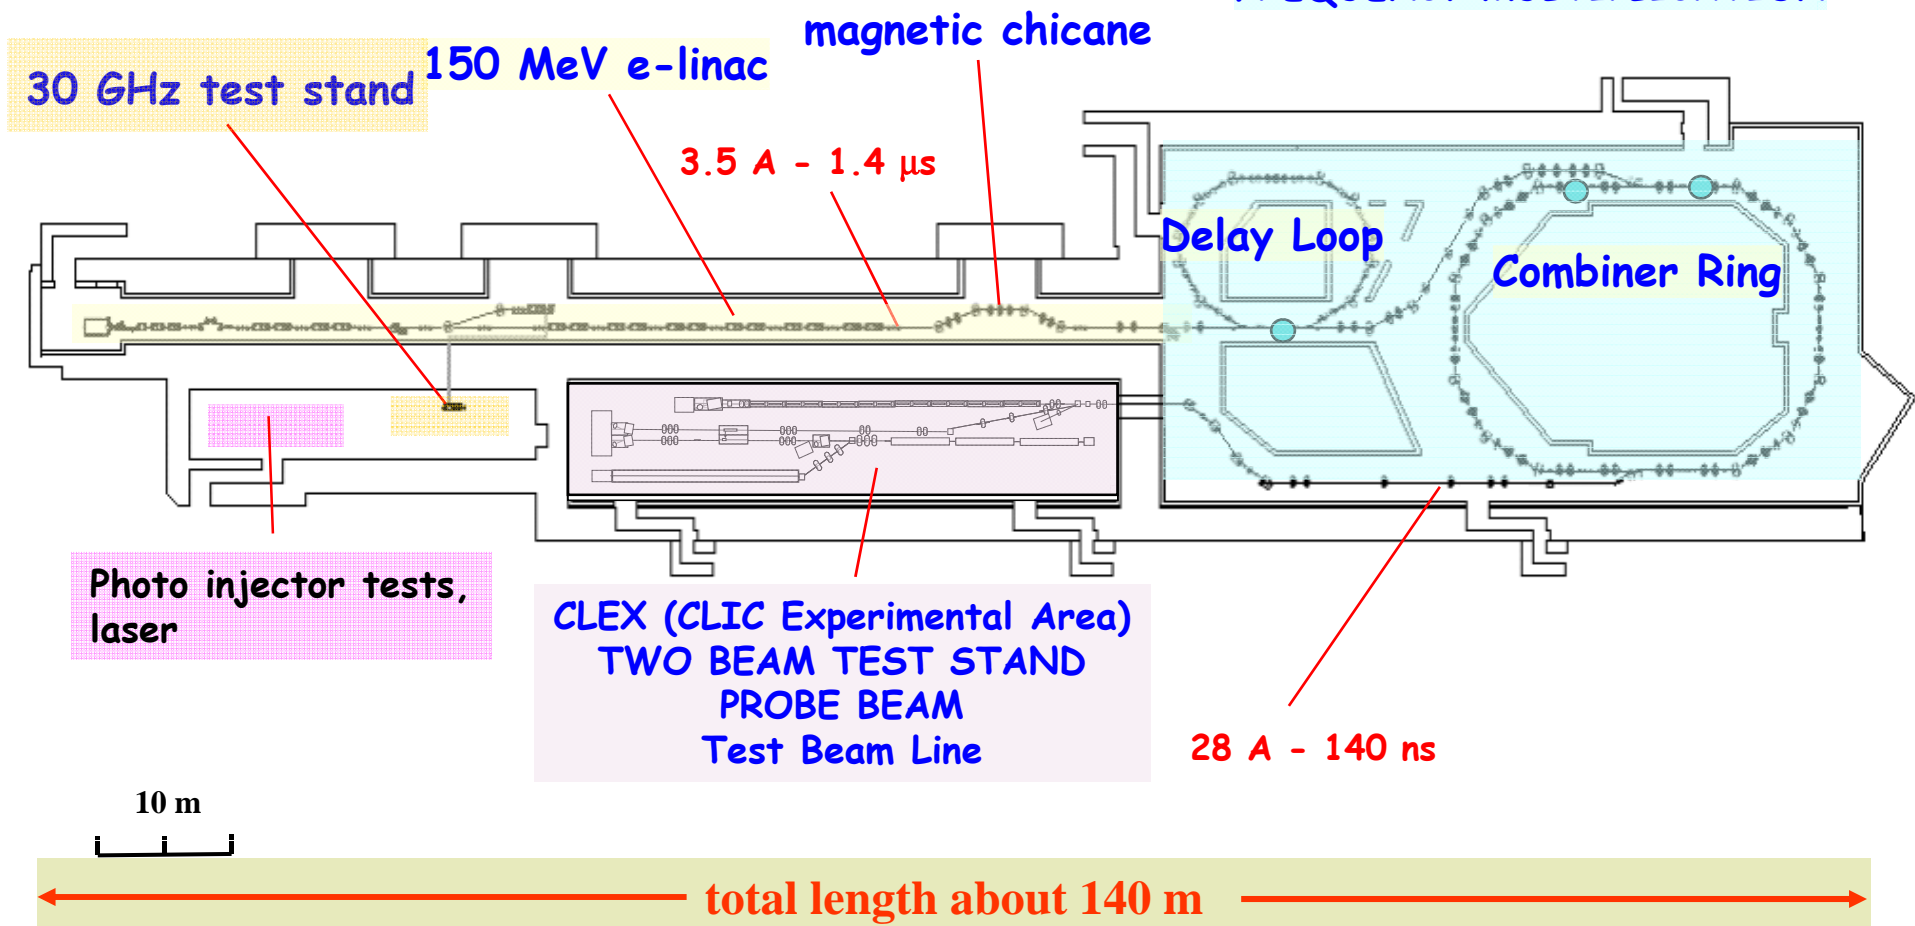 magnetic chicane
30 GHz test stand
150 MeV e-linac
3.5 A - 1.4 μs
Delay Loop
Combiner Ring
Photo injector tests,
laser
CLEX (CLIC Experimental Area)
TWO BEAM TEST STAND
PROBE BEAM
Test Beam Line
28 A - 140 ns
10 m
total length about 140 m